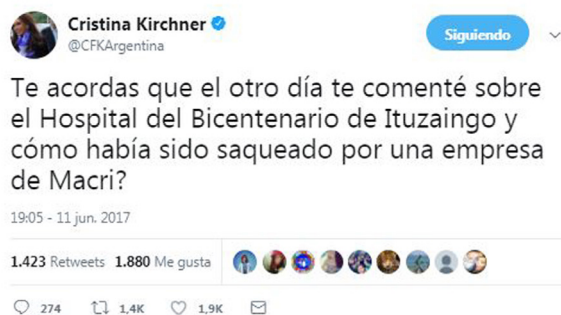 Cristina Kirchner
@CFKArgentina
Siguiendo
Te acordas que el otro día te comenté sobre
el Hospital del Bicentenario de Ituzaingo y
cómo había sido saqueado por una empresa
de Macri?
19:05 - 11 jun. 2017
1.423 Retweets 1.880 Me gusta
274 1,4K 1,9K